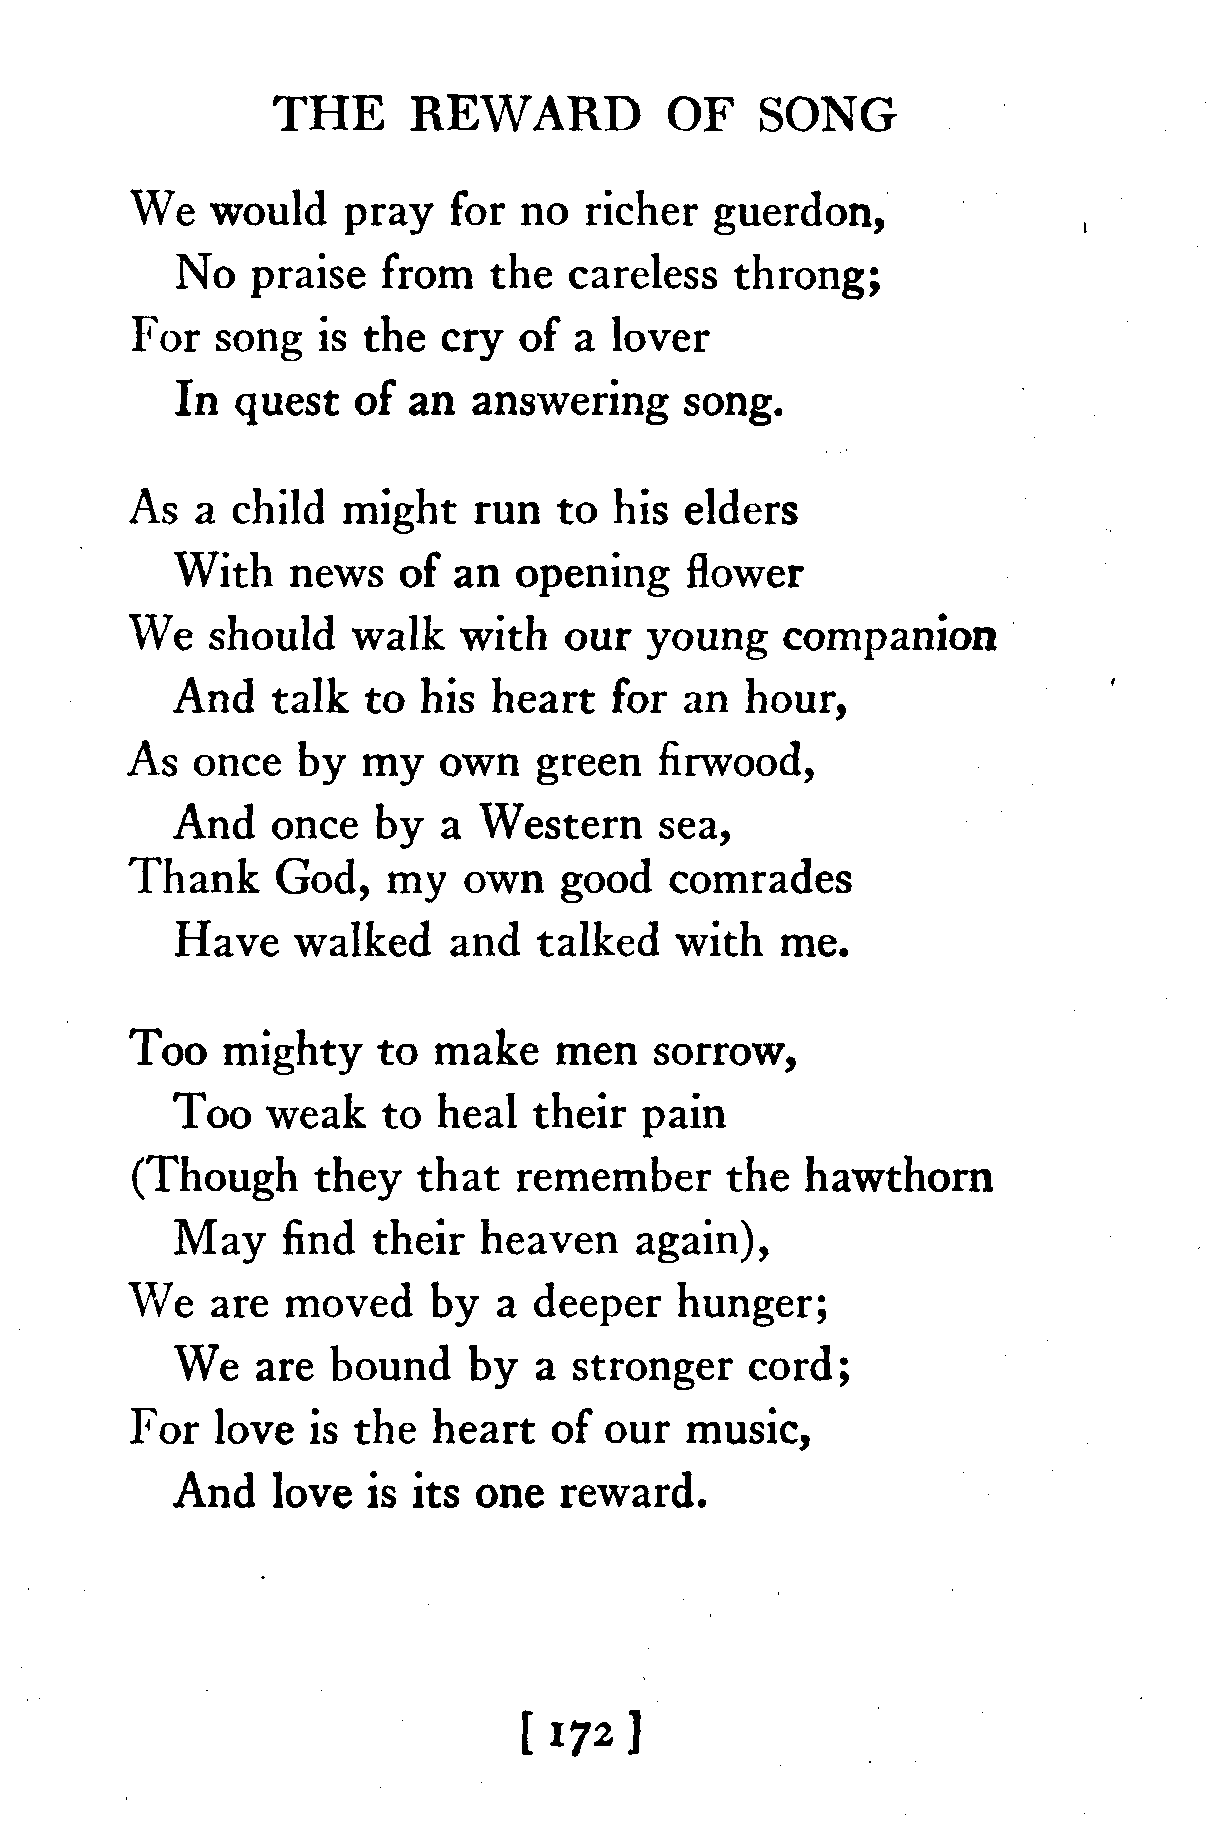 THE REWARD OF SONG
We would pray for no richer guerdon,
No praise from the careless throng;
For song is the cry of a lover
In quest of an answering song.
As a child might run to his elders
With news of an opening flower
We should walk with our young companion
And talk to his heart for an hour,
As once by my own green firwood,
And once by a Western sea,
Thank God, my own good comrades
Have walked and talked with me.
Too mighty to make men sorrow,
Too weak to heal their pain
(Though they that remember the hawthorn
May find their heaven again),
We are moved by a deeper hunger;
We are bound by a stronger cord;
For love is the heart of our music,
And love is its one reward.
[ 172 ]